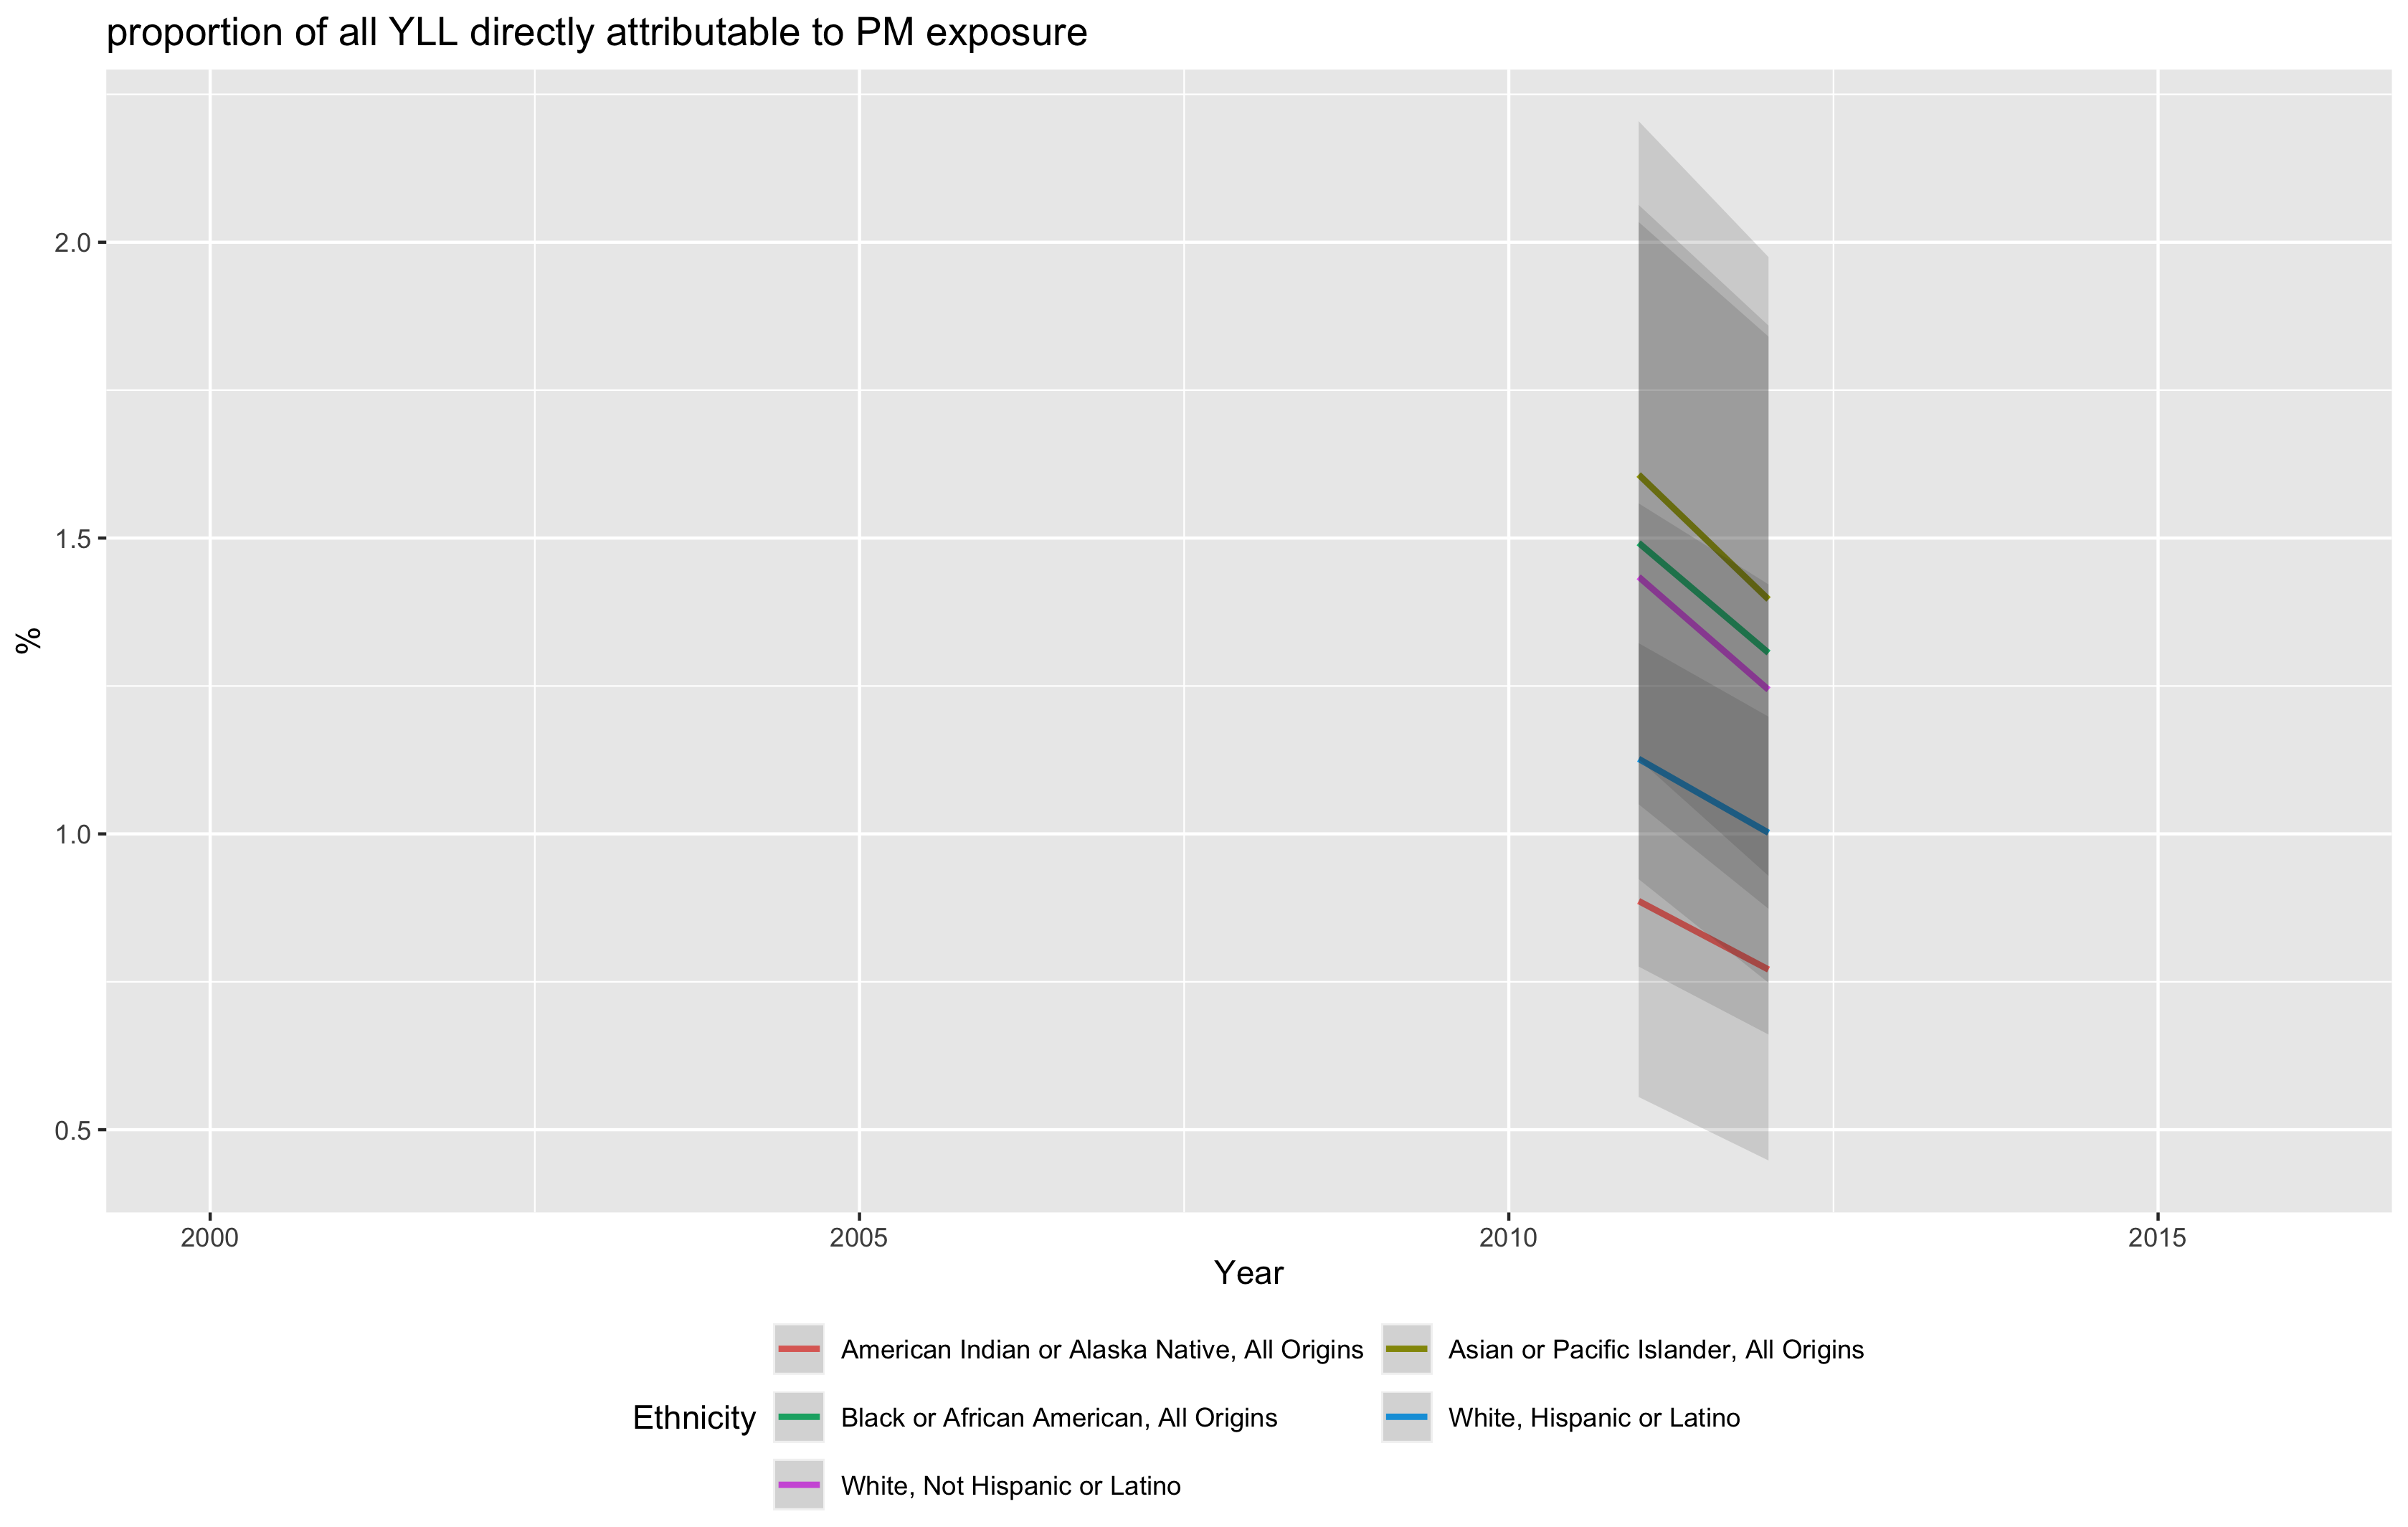 proportion of all YLL directly attributable to PM exposure
%
2.0
1.5
1.0
0.5
2000 2005 2010 2015
Year
Ethnicity
American Indian or Alaska Native, All Origins
Asian or Pacific Islander, All Origins
Black or African American, All Origins
White, Hispanic or Latino
White, Not Hispanic or Latino